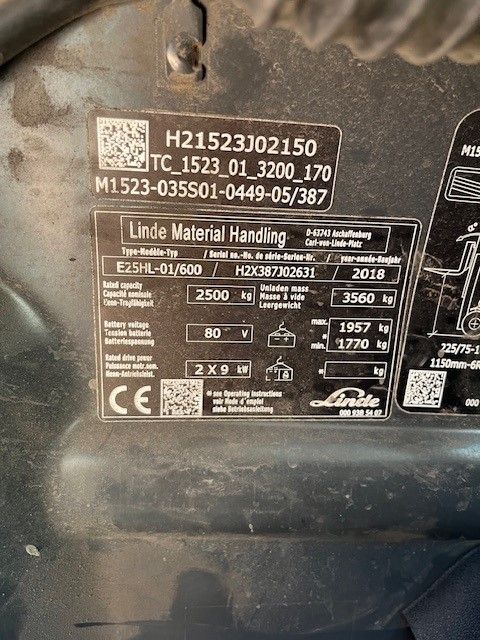 H21523J02150
TC_1523_01_3200_170
M1523-035S01-0449-05/387
Linde Material Handling
D-63743 Aschaffenburg
Carl-von-Linde-Platz
Type-Modèle-Typ / Serial no.-No. de série-Serien-Nr. / year-année-Baujahr
E25HL-01/600 H2X387J02631 2018
Rated capacity
Capacité nominale
Nenn-Tragfähigkeit
2500 kg
Unladen mass
Masse à vide
Leergewicht
3560 kg
Battery voltage
Tension batterie
Batteriespannung
80 V
max. 1957 kg
min. 1770 kg
Rated drive power
Puissance motr.nom.
Nenn-Antriebsleist.
2 X 9 kW
* kg
CE
* see Operating Instructions
voir Mode d'emploi
siehe Betriebsanleitung
Linde
000 938 54 07
225/75-1
1150mm-6
000